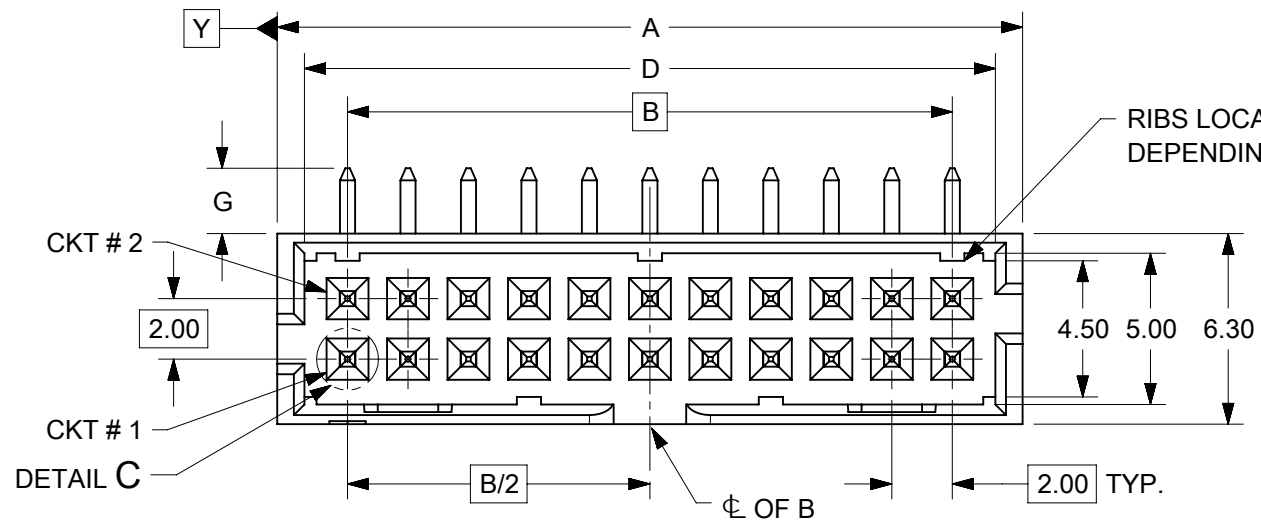 Y
A
D
B
RIBS LOCA
DEPENDIN
G
CKT # 2
2.00
4.50 5.00 6.30
CKT # 1
DETAIL C
B/2
℄ OF B
2.00 TYP.